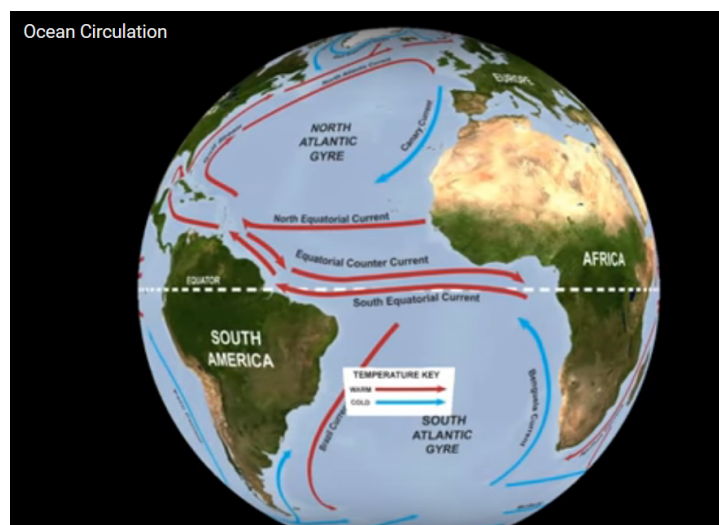 Ocean Circulation
EUROPE
North Atlantic Current
Canary Current
NORTH
ATLANTIC
GYRE
North Equatorial Current
Equatorial Counter Current
AFRICA
EQUATOR
South Equatorial Current
SOUTH
AMERICA
TEMPERATURE KEY
WARM
COLD
Brazil Curre
Benguela Current
SOUTH
ATLANTIC
GYRE